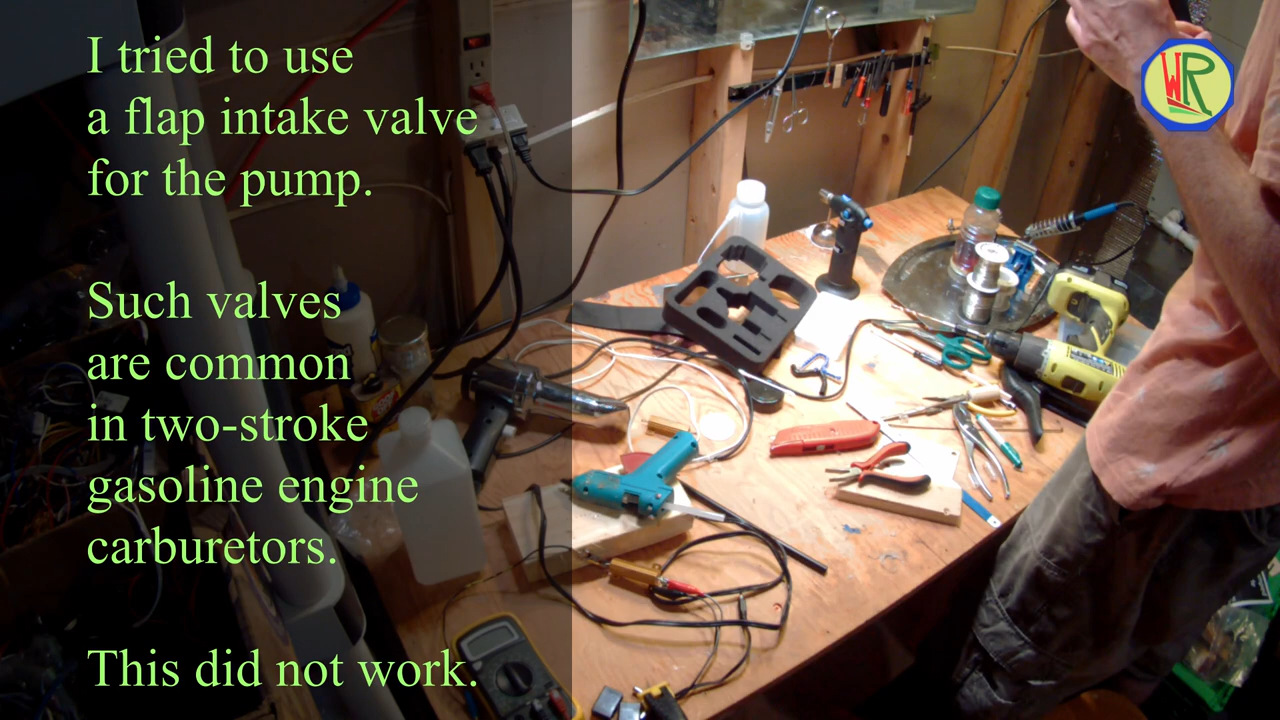 I tried to use
a flap intake valve
for the pump.
Such valves
are common
in two-stroke
gasoline engine
carburetors.
This did not work.
WR